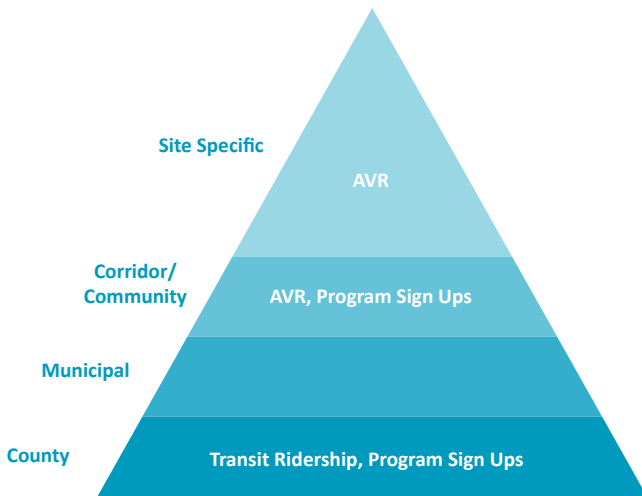 Site Specific
AVR
Corridor/
Community
AVR, Program Sign Ups
Municipal
County
Transit Ridership, Program Sign Ups